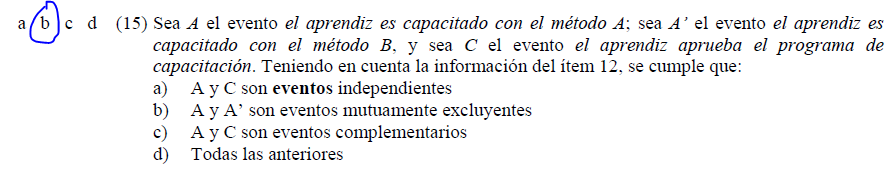 a b c d (15) Sea A el evento el aprendiz es capacitado con el método A; sea A’ el evento el aprendiz es
capacitado con el método B, y sea C el evento el aprendiz aprueba el programa de
capacitación. Teniendo en cuenta la información del ítem 12, se cumple que:
a) A y C son eventos independientes
b) A y A’ son eventos mutuamente excluyentes
c) A y C son eventos complementarios
d) Todas las anteriores